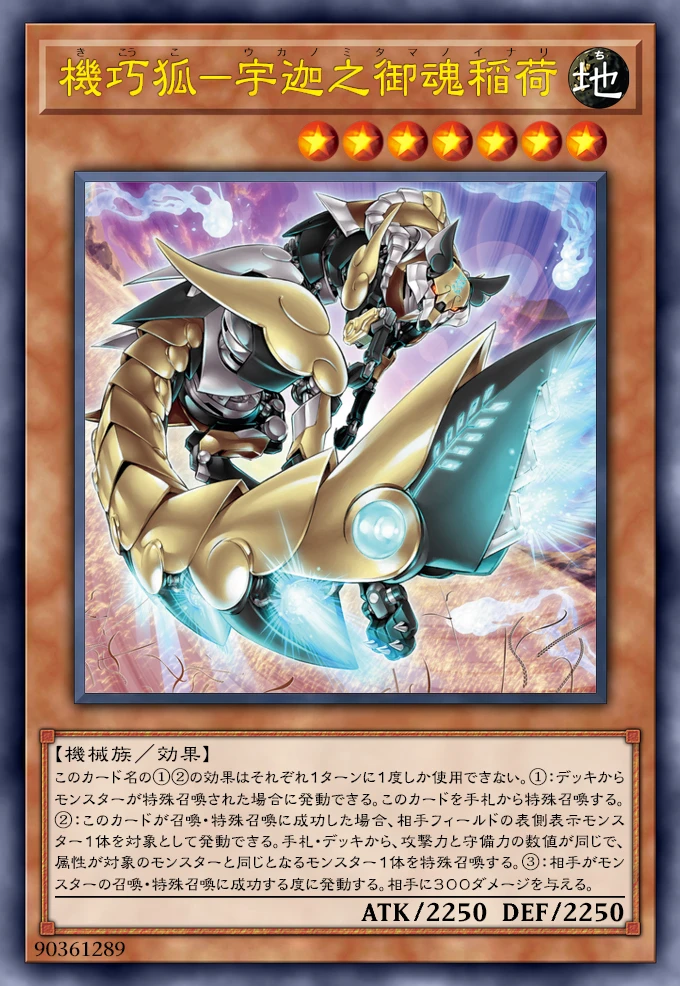 きこうこ ウカノミタマノイナリ
機巧狐－宇迦之御魂稲荷
ち
地
【機械族／効果】
このカード名の①②の効果はそれぞれ1ターンに1度しか使用できない。①：デッキから
モンスターが特殊召喚された場合に発動できる。このカードを手札から特殊召喚する。
②：このカードが召喚・特殊召喚に成功した場合、相手フィールドの表側表示モンス
ター1体を対象として発動できる。手札・デッキから、攻撃力と守備力の数値が同じで、
属性が対象のモンスターと同じとなるモンスター1体を特殊召喚する。③：相手がモン
スターの召喚・特殊召喚に成功する度に発動する。相手に300ダメージを与える。
ATK/2250 DEF/2250
90361289